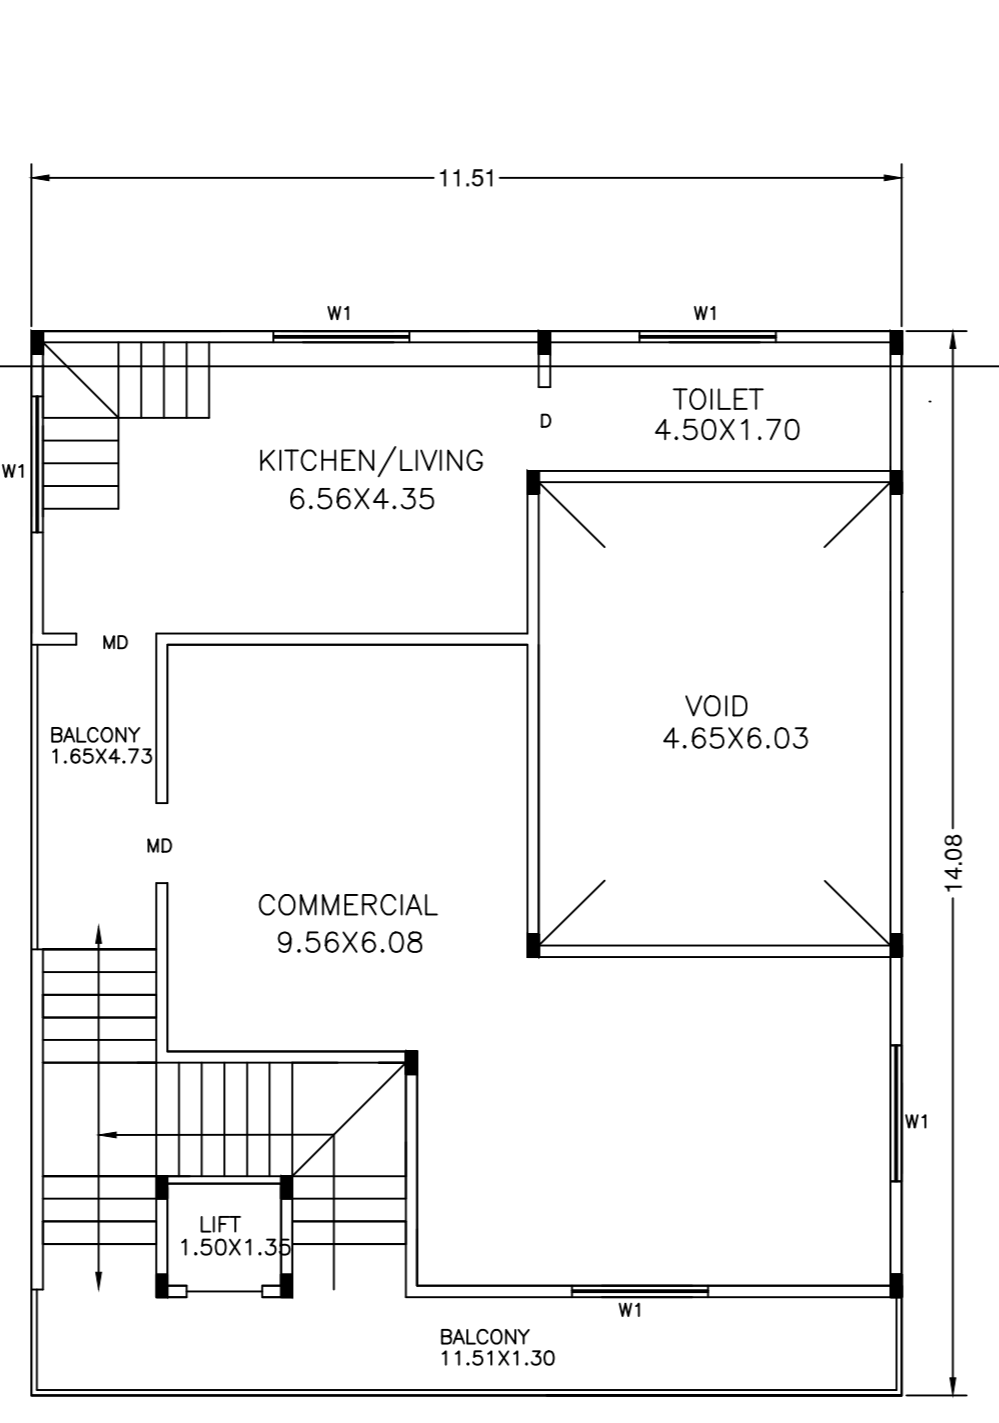 11.51
W1
W1
TOILET
4.50X1.70
D
KITCHEN/LIVING
6.56X4.35
W1
MD
VOID
4.65X6.03
BALCONY
1.65X4.73
MD
14.08
COMMERCIAL
9.56X6.08
W1
LIFT
1.50X1.35
W1
BALCONY
11.51X1.30